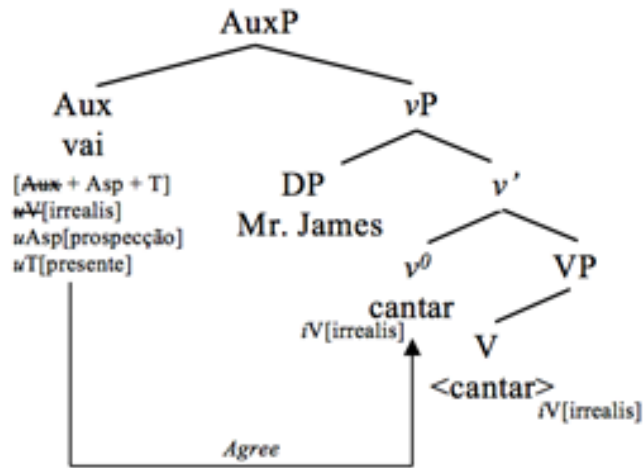 AuxP
Aux
vP
vai
[Aux + Asp + T]
uV[irrealis]
uAsp[prospecção]
uT[presente]
DP
v'
Mr. James
v⁰
VP
cantar
iV[irrealis]
V
<cantar>
iV[irrealis]
Agree